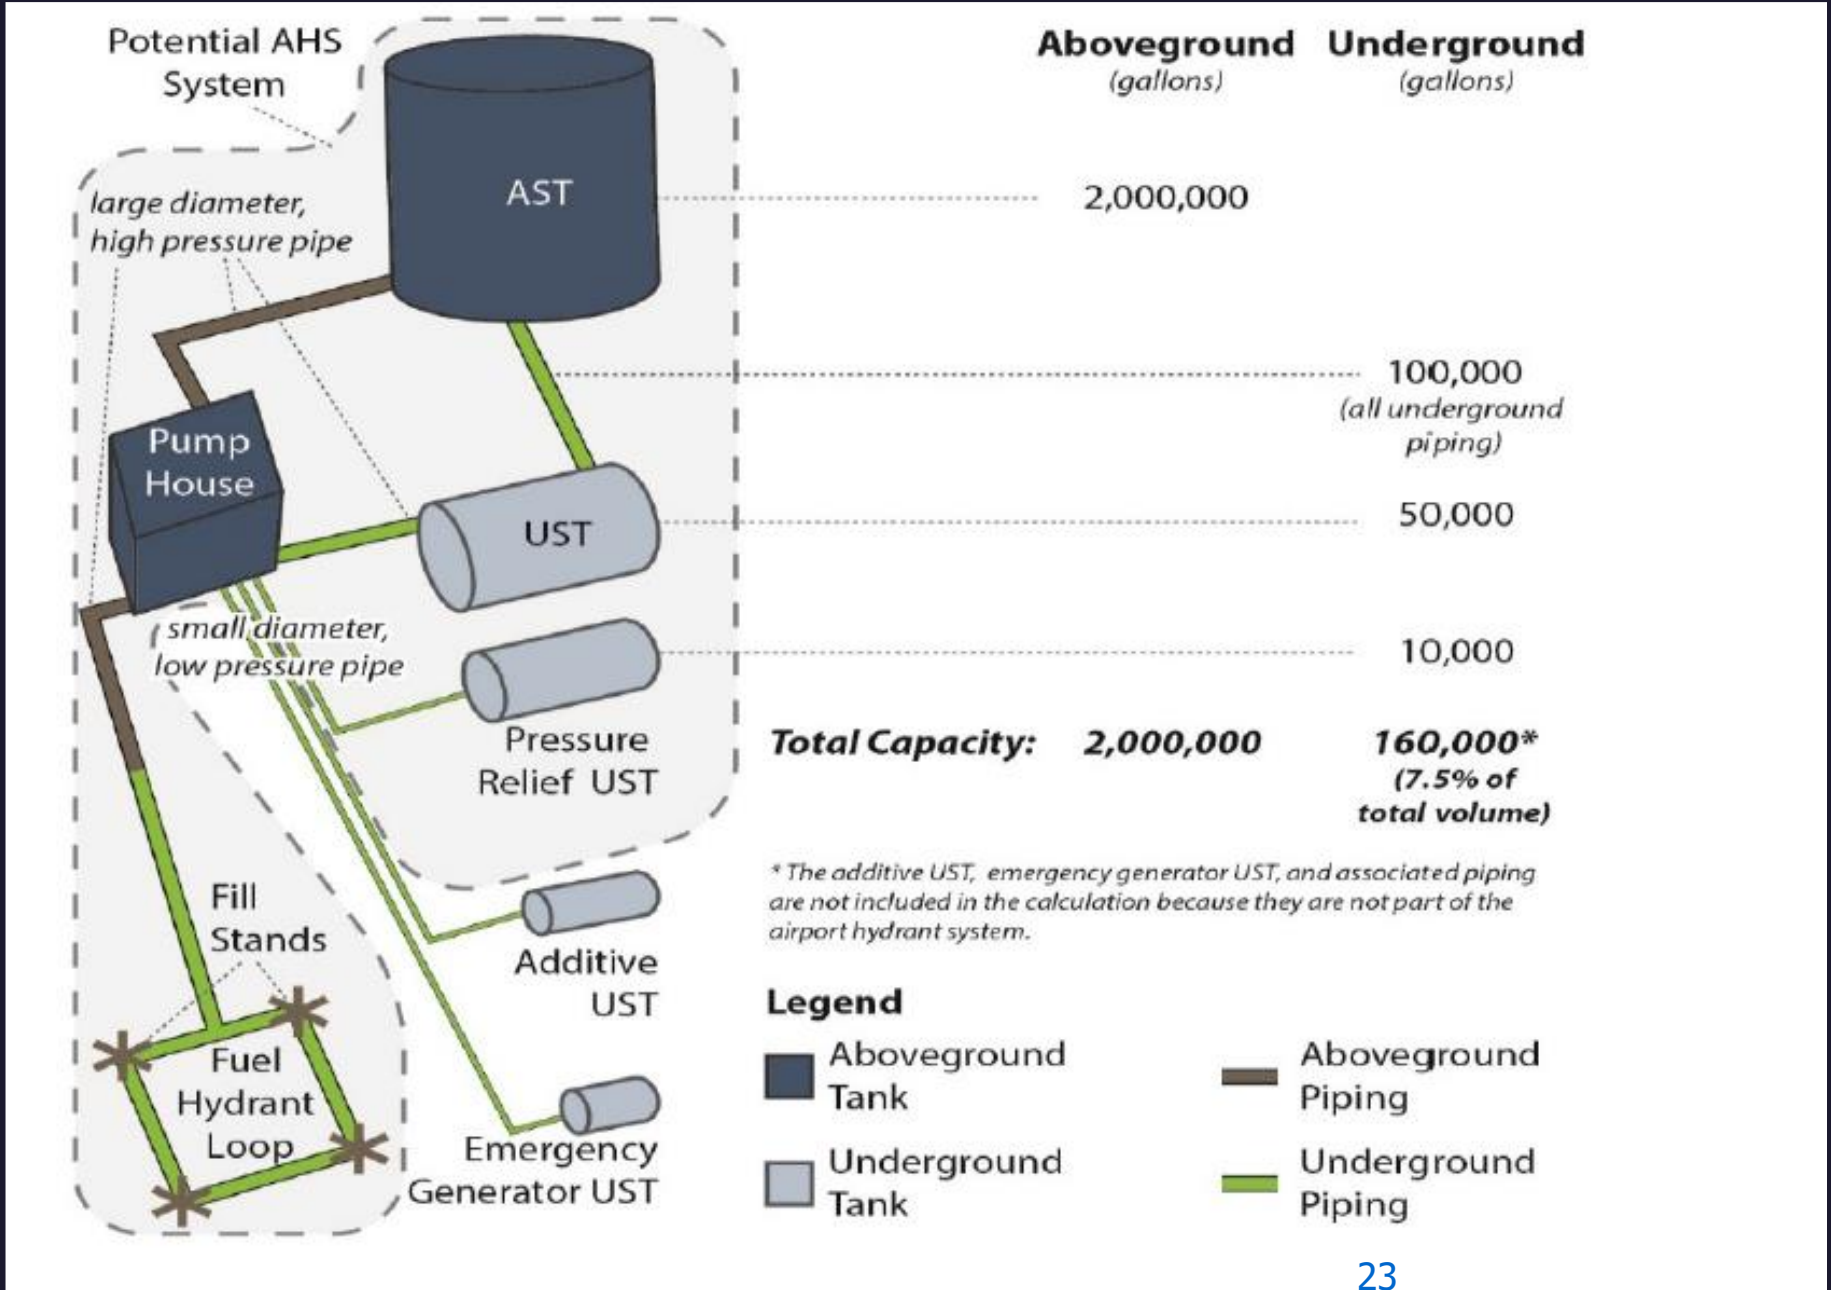 Potential AHS
System
Aboveground
(gallons)
Underground
(gallons)
AST
2,000,000
large diameter,
high pressure pipe
100,000
(all underground
piping)
Pump
House
UST
50,000
small diameter,
low pressure pipe
10,000
Pressure
Relief UST
Total Capacity:
2,000,000
160,000*
(7.5% of
total volume)
* The additive UST, emergency generator UST, and associated piping
are not included in the calculation because they are not part of the
airport hydrant system.
Fill
Stands
Additive
UST
Fuel
Hydrant
Loop
Emergency
Generator UST
Legend
Aboveground
Tank
Aboveground
Piping
Underground
Tank
Underground
Piping
23